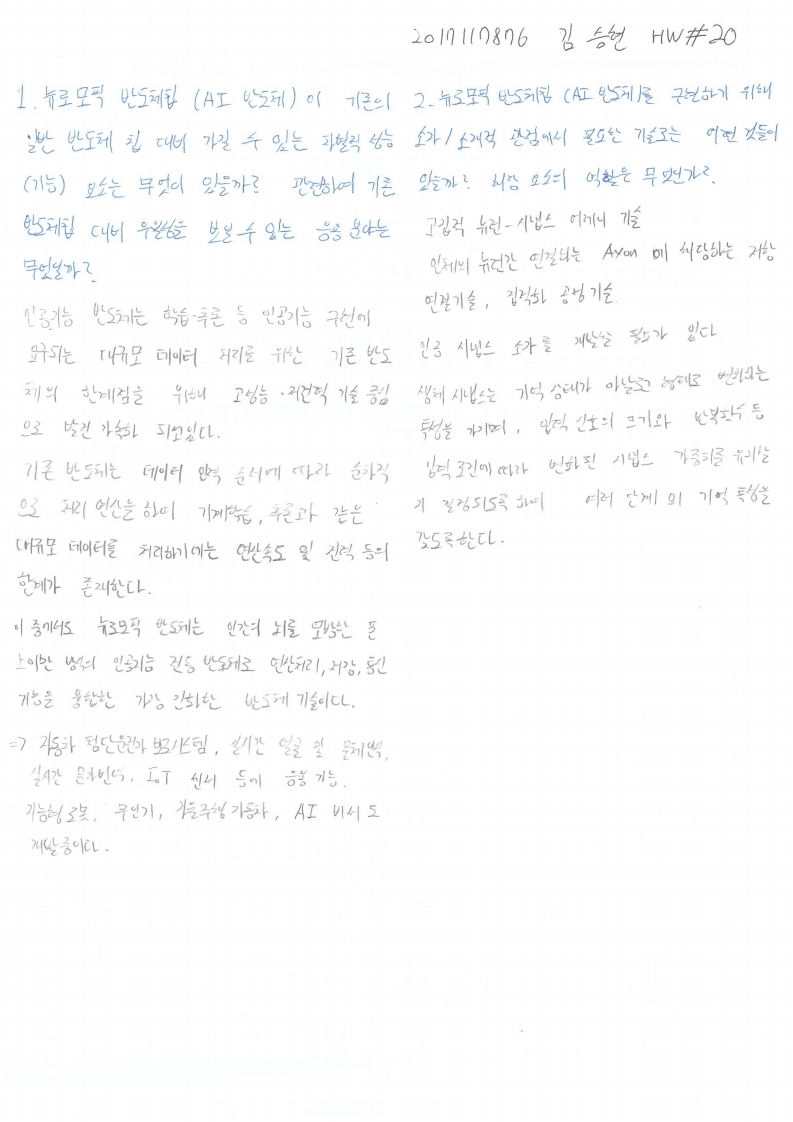 2017117876 김승현 HW#20
1. 뉴로모픽 반도체칩 (AI 반도체) 이 기존의
일반 반도체 칩 대비 가질 수 있는 차별적 성능
(기능) 요소는 무엇이 있을까? 관련하여 기존
반도체칩 대비 우월성을 보일 수 있는 응용 분야는
무엇일까?
인공지능 반도체는 학습·추론 등 인공지능 구현에
요구되는 대규모 데이터 처리를 위한 기존 반도
체의 한계점을 위해 고성능·저전력 기술 중심
으로 발전 가속화 되고있다.
기존 반도체는 데이터 입력 순서에 따라 순차적
으로 처리 연산을 하여 기계학습, 추론과 같은
대규모 데이터를 처리하기에는 연산속도 및 전력 등의
한계가 존재한다.
이 중에서도 뉴로모픽 반도체는 인간의 뇌를 모방한 폰
노이만 방식의 인공지능 전용 반도체로 연산처리, 저장, 통신
기능을 융합한 가장 진화한 반도체 기술이다.
=> 자동차 첨단운전자 보조시스템, 실시간 얼굴 및 물체인식,
실시간 문자번역, IoT 센서 등에 응용 가능.
지능형 로봇, 무인기, 자율주행 자동차, AI 비서 도
개발 중이다.
2. 뉴로모픽 반도체칩 (AI 반도체)를 구현하기 위해
소자/소재적 관점에서 필요한 기술로는 어떤 것들이
있을까? 해당 요소의 역할은 무엇인가?
고집적 뉴런-시냅스 어레이 기술
인체의 뉴런간 연결하는 Axon 에 해당하는 저항
연결기술, 집적화 공정 기술.
인공 시냅스 소자를 개발할 필요가 있다
생체 시냅스는 기억 상태가 아날로그 형태로 변화하는
특성을 가지며, 입력 신호의 크기와 반복횟수 등
입력 조건에 따라 변화된 시냅스 가중치를 유지할
지 결정되도록 하여 여러 단계 의 기억 특성을
갖도록한다.